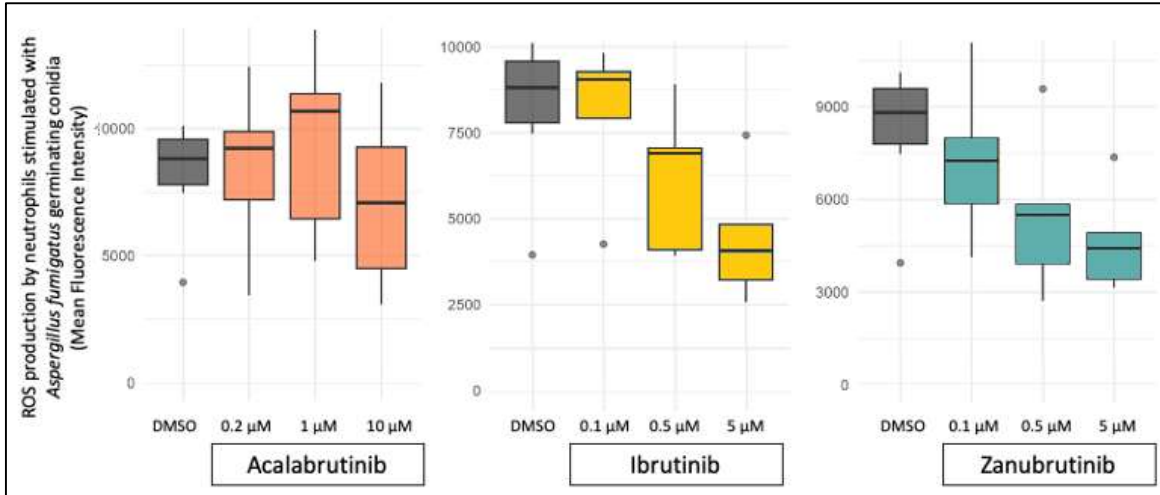 ROS production by neutrophils stimulated with
Aspergillus fumigatus germinating conidia
(Mean Fluorescence Intensity)
10000
5000
0
DMSO 0.2 µM 1 µM 10 µM
Acalabrutinib
10000
7500
5000
2500
0
DMSO 0.1 µM 0.5 µM 5 µM
Ibrutinib
9000
6000
3000
0
DMSO 0.1 µM 0.5 µM 5 µM
Zanubrutinib